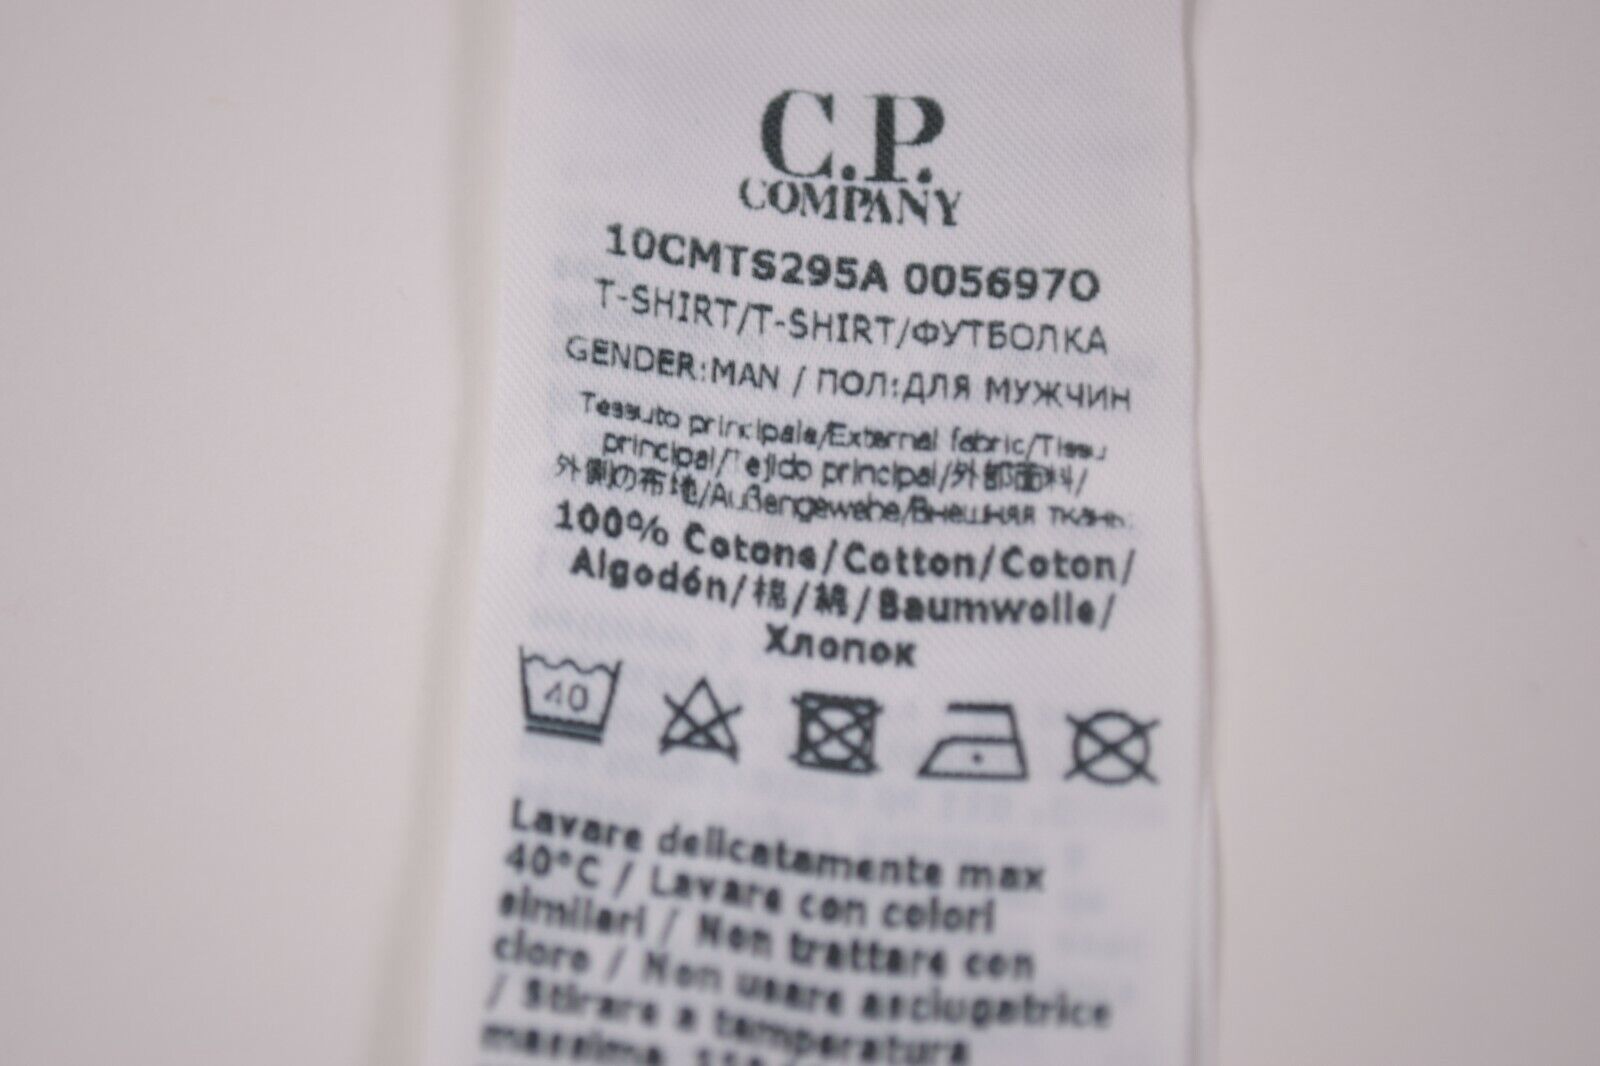 C.P.
COMPANY
10CMTS295A 005697O
T-SHIRT/T-SHIRT/ФУТБОЛКА
GENDER:MAN / ПОЛ:ДЛЯ МУЖЧИН
Tessuto principale/External fabric/Tissu
principal/Tejido principal/外部面料/
外側の布地/Außengewebe/Внешняя ткань:
100% Cotone/Cotton/Coton/
Algodón/棉/綿/Baumwolle/
Хлопок
40
Lavare delicatamente max
40°C / Lavare con colori
similari / Non trattare con
cloro / Non usare asciugatrice
/ Stirare a temperatura
massima